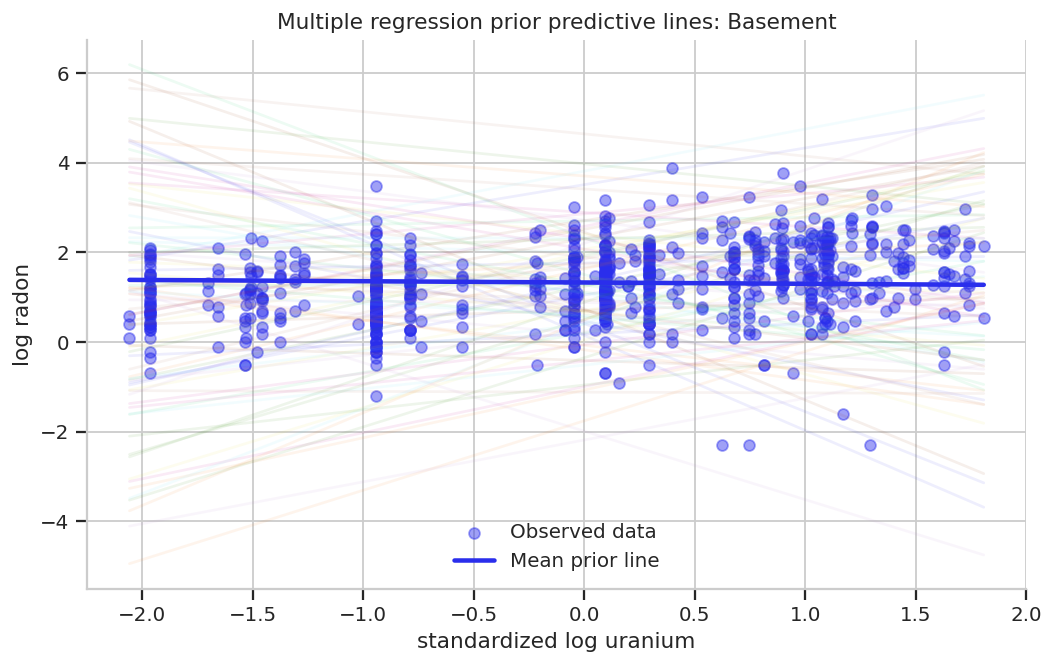 Multiple regression prior predictive lines: Basement
6
4
2
0
−2
−4
log radon
Observed data
Mean prior line
−2.0 −1.5 −1.0 −0.5 0.0 0.5 1.0 1.5 2.0
standardized log uranium